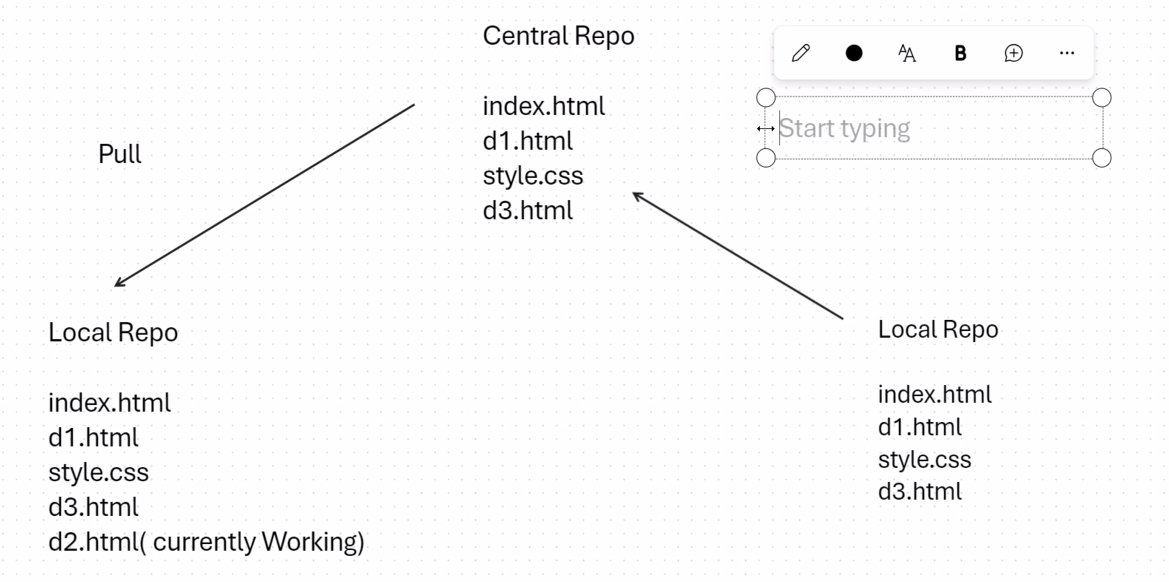 Central Repo
index.html
d1.html
style.css
d3.html
B
Start typing
Pull
Local Repo
index.html
d1.html
style.css
d3.html
d2.html( currently Working)
Local Repo
index.html
d1.html
style.css
d3.html